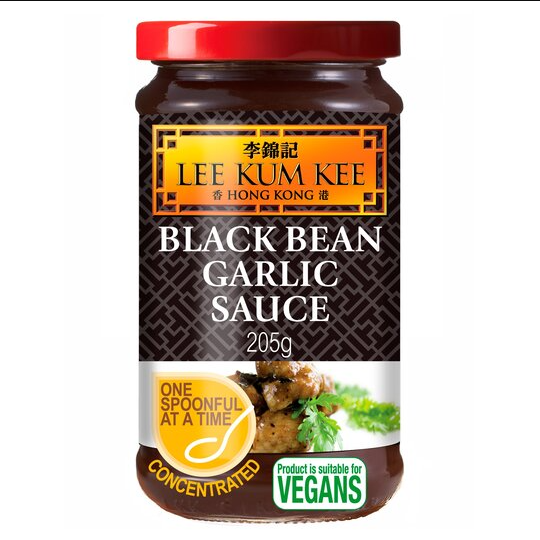 李錦記
LEE KUM KEE
香 HONG KONG 港
BLACK BEAN
GARLIC
SAUCE
205g
ONE
SPOONFUL
AT A TIME
CONCENTRATED
Product is suitable for
VEGANS